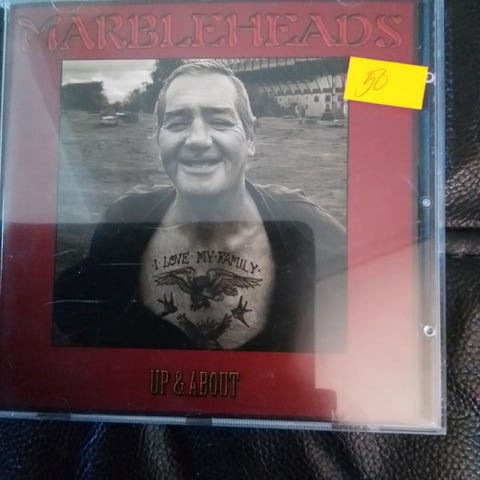 MARBLEHEADS
50
I·LOVE·MY·FAMILY·
UP & ABOUT